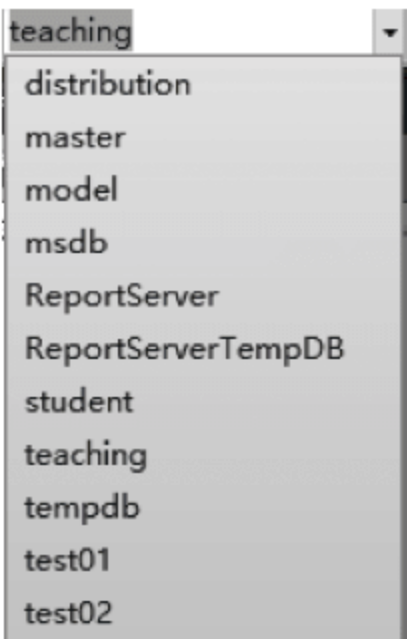 teaching
distribution
master
model
msdb
ReportServer
ReportServerTempDB
student
teaching
tempdb
test01
test02